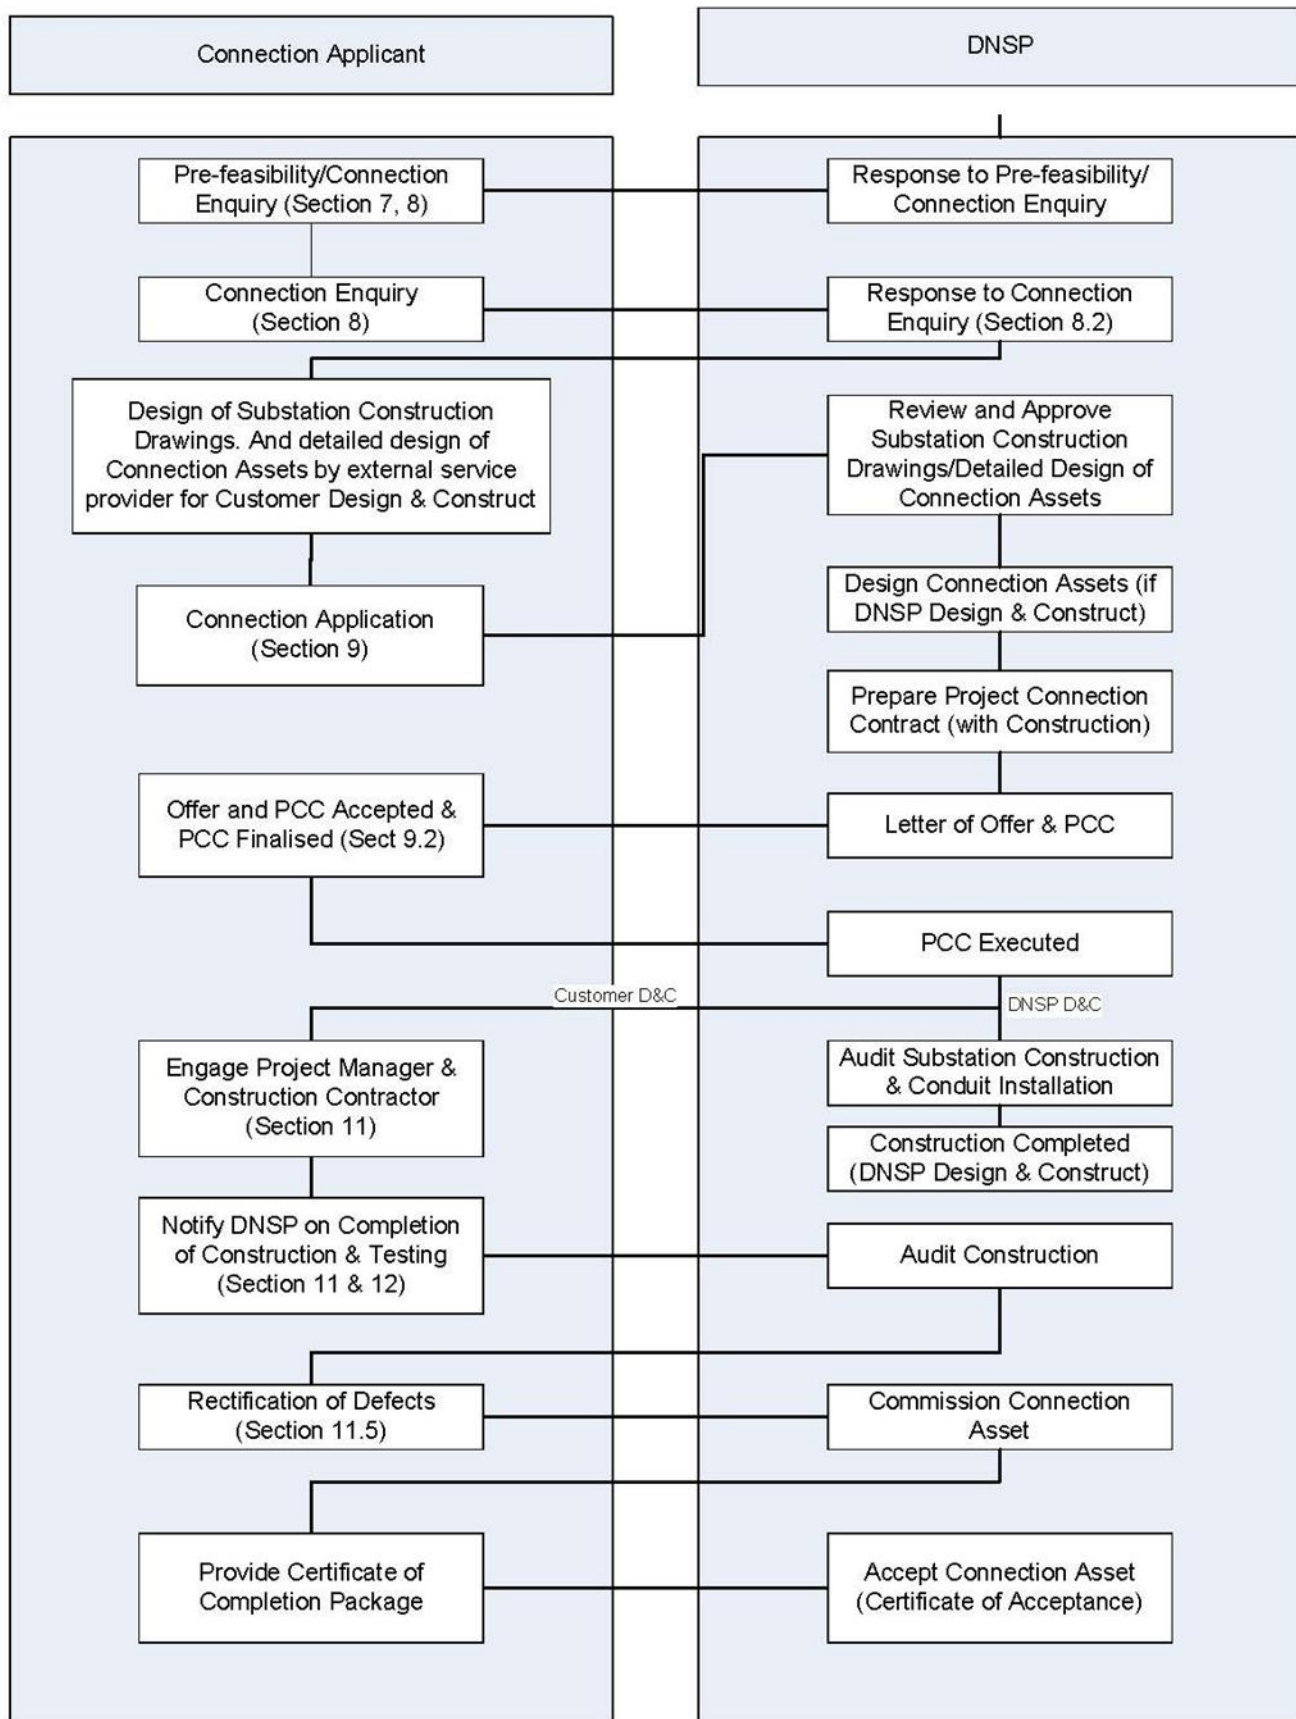 Connection Applicant
DNSP
Pre-feasibility/Connection
Enquiry (Section 7, 8)
Response to Pre-feasibility/
Connection Enquiry
Connection Enquiry
(Section 8)
Response to Connection
Enquiry (Section 8.2)
Design of Substation Construction
Drawings. And detailed design of
Connection Assets by external service
provider for Customer Design & Construct
Review and Approve
Substation Construction
Drawings/Detailed Design of
Connection Assets
Design Connection Assets (if
DNSP Design & Construct)
Connection Application
(Section 9)
Prepare Project Connection
Contract (with Construction)
Offer and PCC Accepted &
PCC Finalised (Sect 9.2)
Letter of Offer & PCC
PCC Executed
Customer D&C
DNSP D&C
Engage Project Manager &
Construction Contractor
(Section 11)
Audit Substation Construction
& Conduit Installation
Construction Completed
(DNSP Design & Construct)
Notify DNSP on Completion
of Construction & Testing
(Section 11 & 12)
Audit Construction
Rectification of Defects
(Section 11.5)
Commission Connection
Asset
Provide Certificate of
Completion Package
Accept Connection Asset
(Certificate of Acceptance)